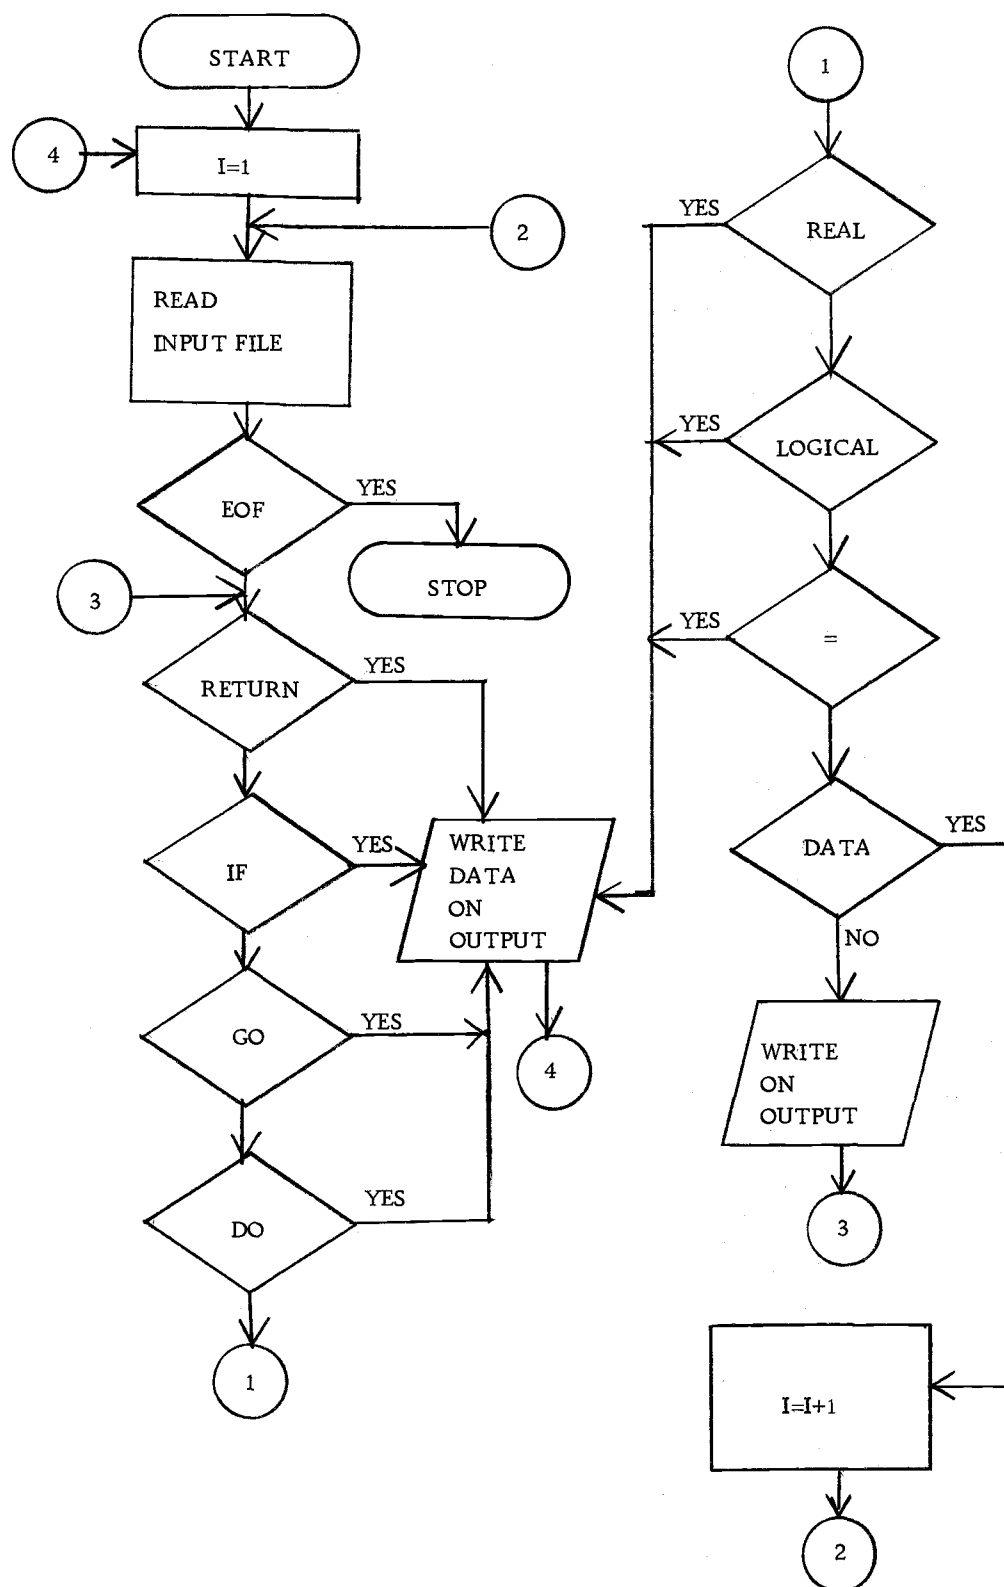 START
4
I=1
2
READ
INPUT FILE
EOF
YES
STOP
3
RETURN
YES
IF
YES
WRITE
DATA
ON
OUTPUT
GO
YES
4
DO
YES
1
1
REAL
YES
LOGICAL
YES
=
YES
DATA
YES
NO
WRITE
ON
OUTPUT
3
I=I+1
2